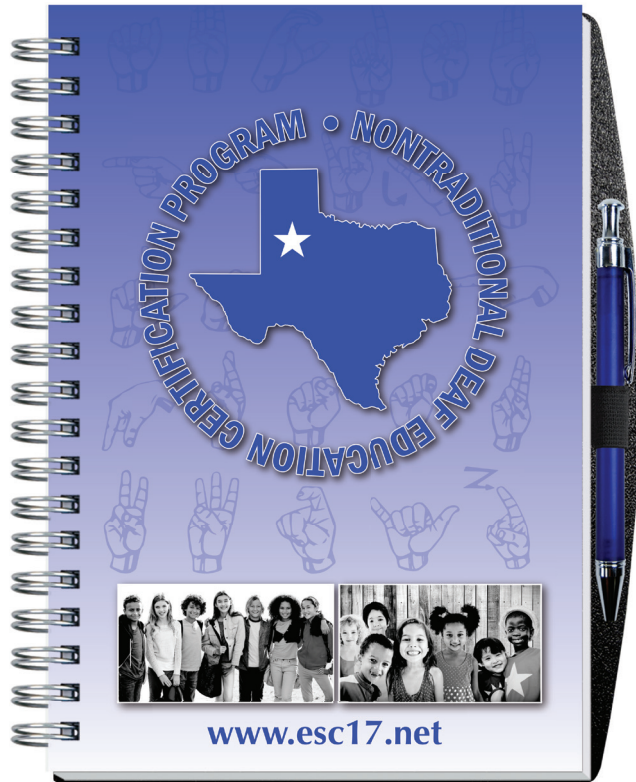 NONTRADITIONAL DEAF EDUCATION CERTIFICATION PROGRAM •
Z
www.esc17.net